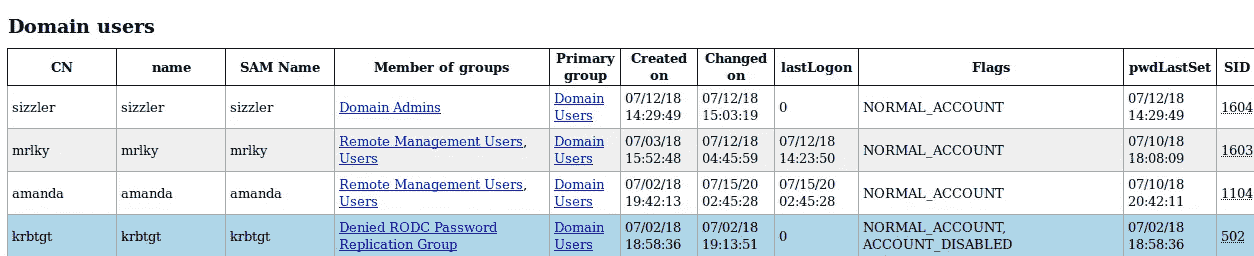 Domain users
CN name SAM Name Member of groups Primary group Created on Changed on lastLogon Flags pwdLastSet SID
sizzler sizzler sizzler Domain Admins Domain Users 07/12/18 14:29:49 07/12/18 15:03:19 0 NORMAL_ACCOUNT 07/12/18 14:29:49 1604
mrlky mrlky mrlky Remote Management Users, Users Domain Users 07/03/18 15:52:48 07/12/18 04:45:59 07/12/18 14:23:50 NORMAL_ACCOUNT 07/10/18 18:08:09 1603
amanda amanda amanda Remote Management Users, Users Domain Users 07/02/18 19:42:13 07/15/20 02:45:28 07/15/20 02:45:28 NORMAL_ACCOUNT 07/10/18 20:42:11 1104
krbtgt krbtgt krbtgt Denied RODC Password Replication Group Domain Users 07/02/18 18:58:36 07/02/18 19:13:51 0 NORMAL_ACCOUNT, ACCOUNT_DISABLED 07/02/18 18:58:36 502